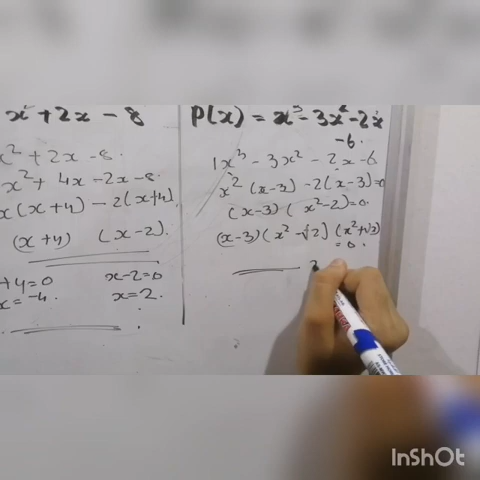 x² + 2x - 8
x² + 2x - 8.
x² + 4x - 2x - 8.
x(x+4) - 2(x+4)
(x+4) (x-2).
+4=0 x-2=0
x=-4. x=2.
P(x) = x³ - 3x² - 2x
-6.
1x³ - 3x² - 2x - 6
x² (x-3) - 2(x-3)=0
(x-3) (x²-2)=0.
(x-3)(x² - √2) (x²+√2)
=0.
InShOt